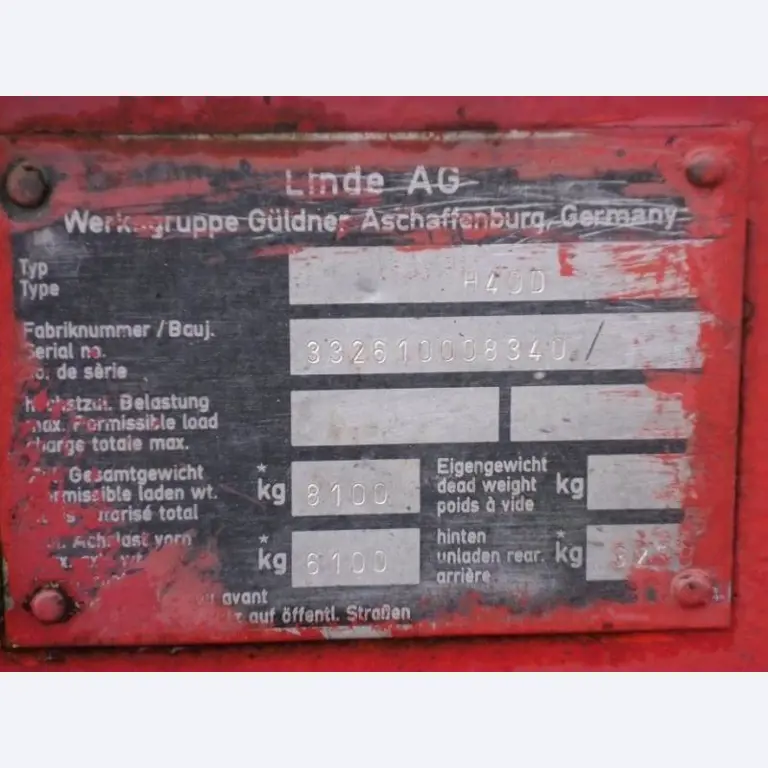 Linde AG
Güldner Aschaffenburg, Germany
Typ
Type
H40D
Fabriknummer / Bauj.
Serial no.
de sèrie
332610008340 /
Belastung
Permissible load
charge totale max.
Gesamtgewicht
laden wt.
total
* kg
8100
Eigengewicht
dead weight
poids à vide
kg
vorn
* kg
6100
hinten
unladen rear.
arrière
* kg
avant
auf öffentl. Straßen